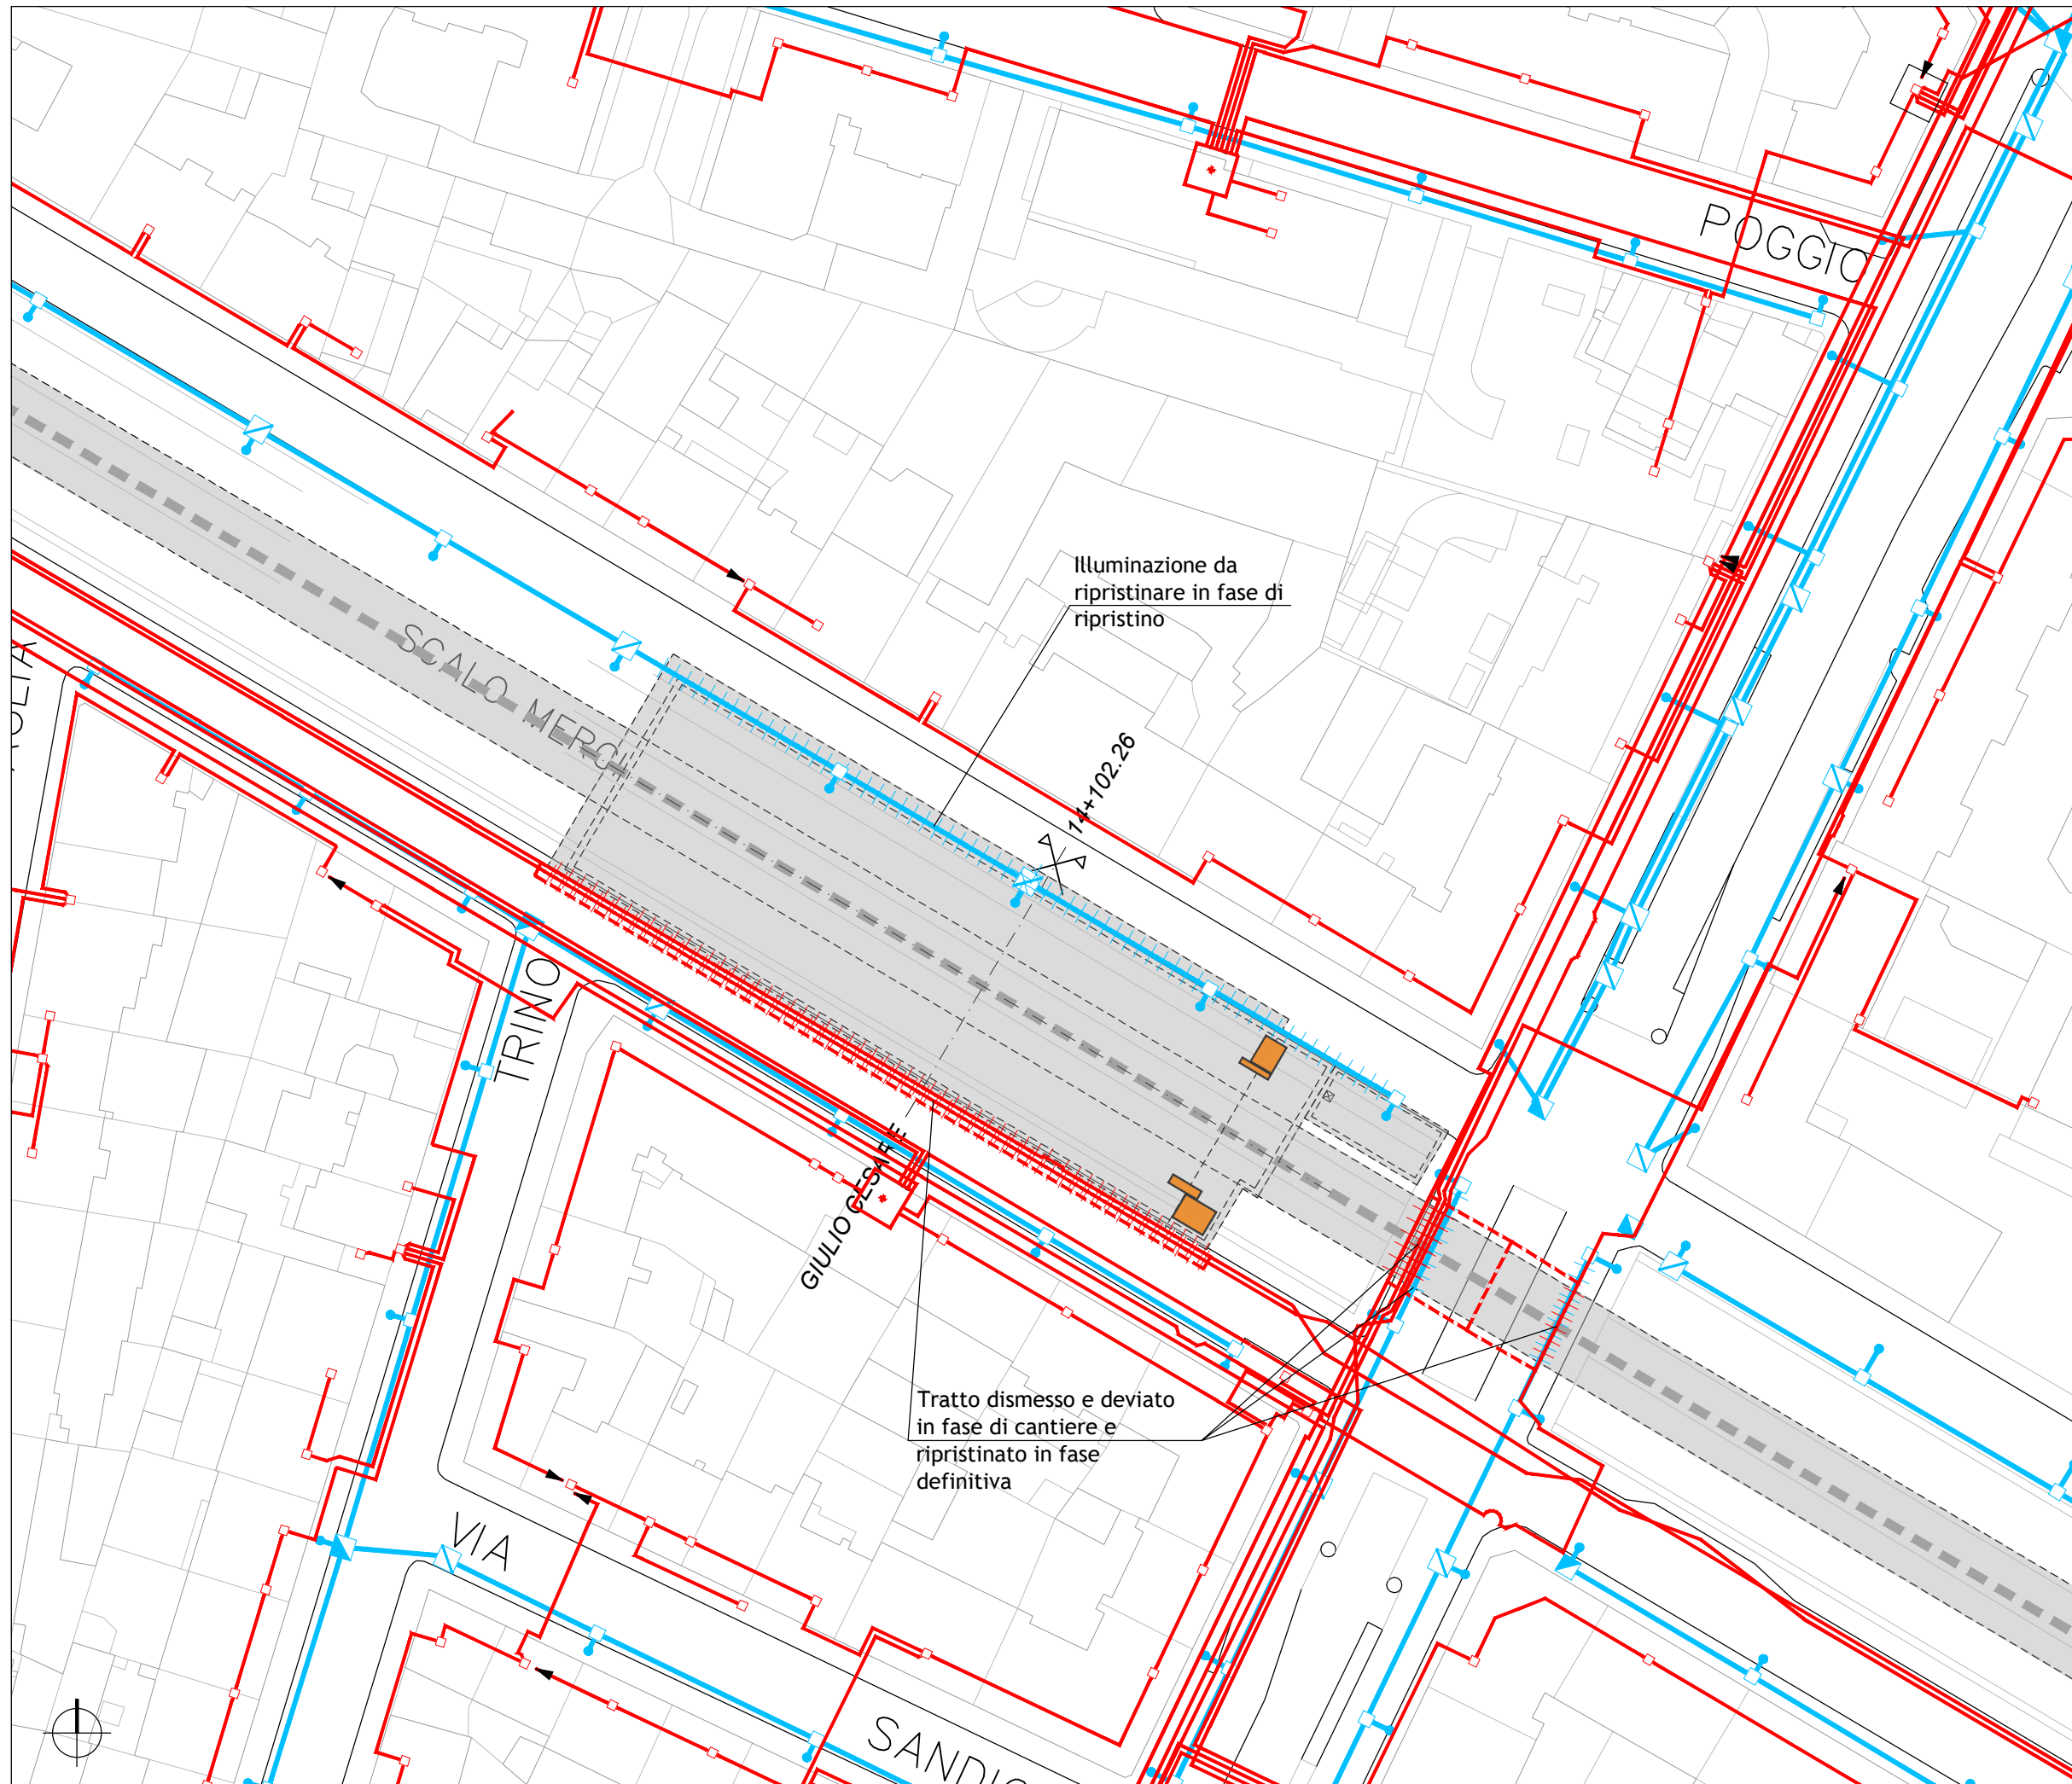 POGGIO
Illuminazione da
ripristinare in fase di
ripristino
SCALO MERCI
14+102.26
TRINO
GIULIO CESARE
Tratto dismesso e deviato
in fase di cantiere e
ripristinato in fase
definitiva
VIA